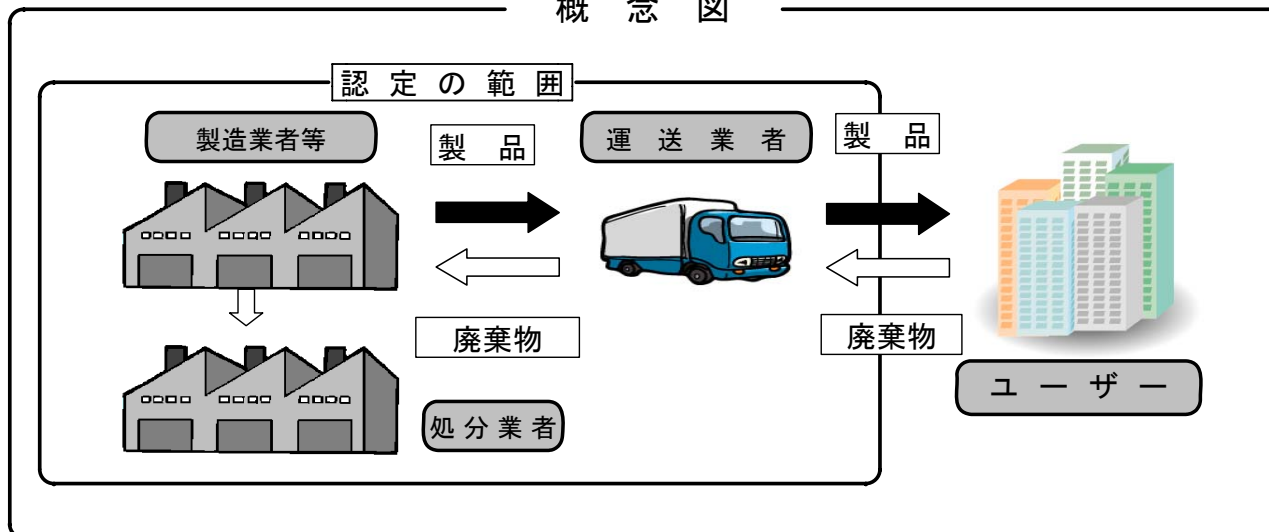 概 念 図
認 定 の 範 囲
製造業者等
製 品
運 送 業 者
製 品
廃棄物
廃棄物
ユ ー ザ ー
処 分 業 者